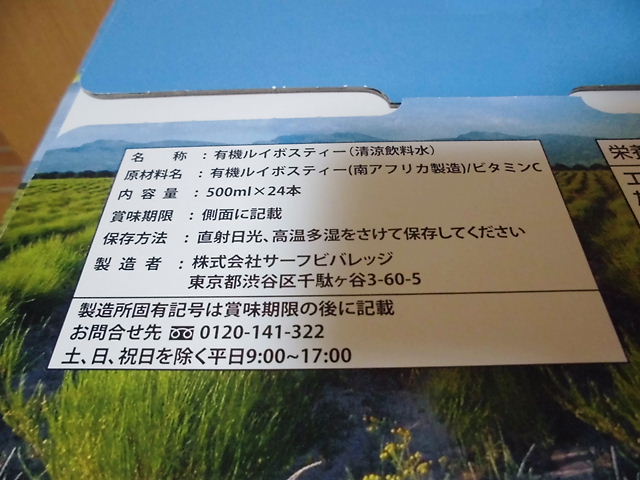 名　　称　：有機ルイボスティー(清涼飲料水)
原材料名　：有機ルイボスティー(南アフリカ製造)/ビタミンC
内 容 量　：500ml×24本
賞味期限　：側面に記載
保存方法　：直射日光、高温多湿をさけて保存してください
製 造 者　：株式会社サーフビバレッジ
東京都渋谷区千駄ヶ谷3-60-5
製造所固有記号は賞味期限の後に記載
お問合せ先 0120-141-322
土、日、祝日を除く平日9:00~17:00
栄養